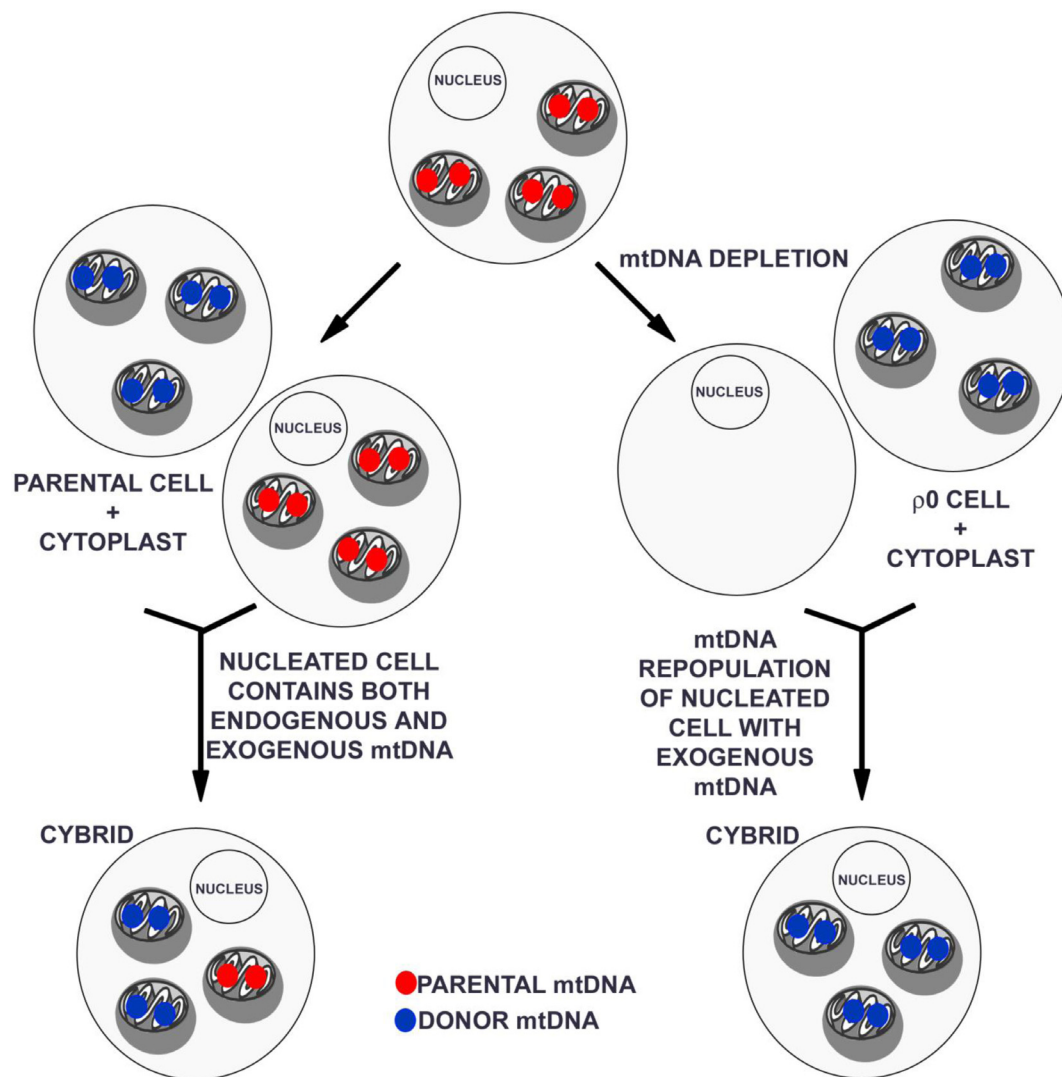 NUCLEUS
mtDNA DEPLETION
NUCLEUS
NUCLEUS
PARENTAL CELL
+
CYTOPLAST
ρ0 CELL
+
CYTOPLAST
NUCLEATED CELL
CONTAINS BOTH
ENDOGENOUS AND
EXOGENOUS mtDNA
mtDNA
REPOPULATION
OF NUCLEATED
CELL WITH
EXOGENOUS
mtDNA
CYBRID
NUCLEUS
CYBRID
NUCLEUS
PARENTAL mtDNA
DONOR mtDNA